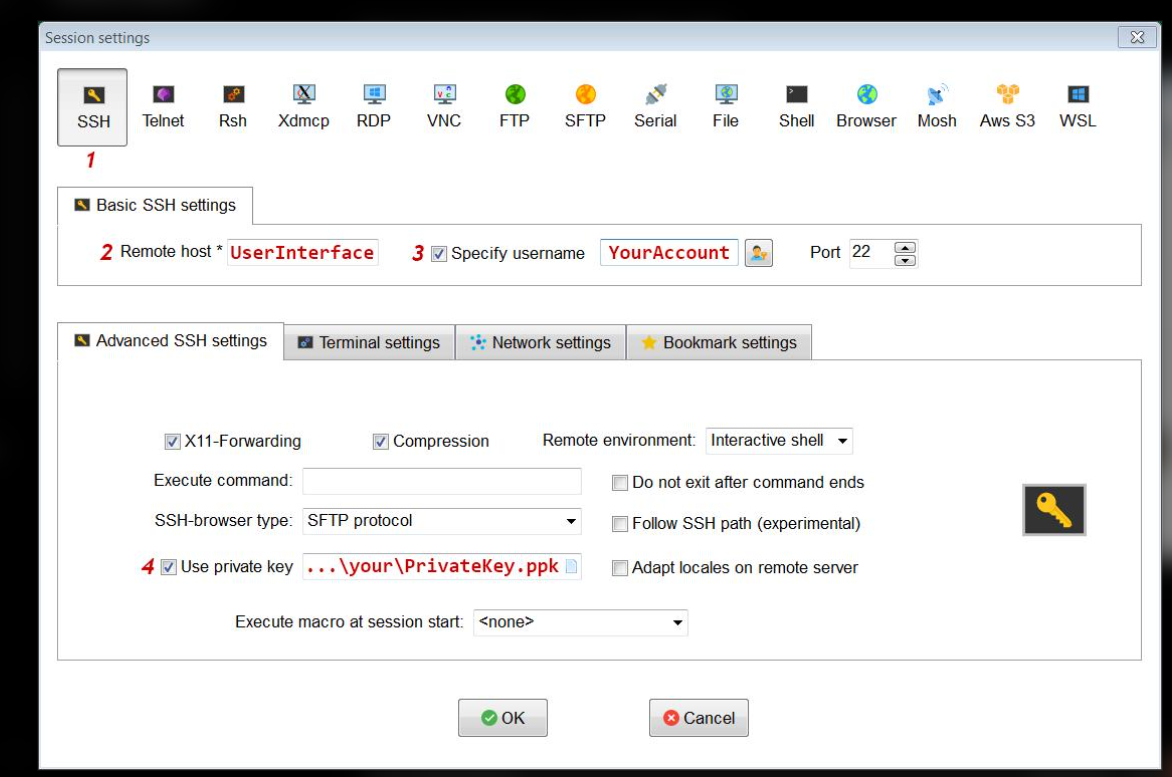 Session settings
SSH Telnet Rsh Xdmcp RDP VNC FTP SFTP Serial File Shell Browser Mosh Aws S3 WSL
1
Basic SSH settings
2 Remote host * UserInterface 3 Specify username YourAccount Port 22
Advanced SSH settings Terminal settings Network settings Bookmark settings
X11-Forwarding Compression Remote environment: Interactive shell
Execute command: Do not exit after command ends
SSH-browser type: SFTP protocol Follow SSH path (experimental)
4 Use private key ...\your\PrivateKey.ppk Adapt locales on remote server
Execute macro at session start: <none>
OK Cancel